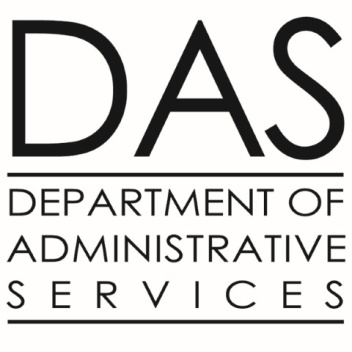 DAS
DEPARTMENT OF
ADMINISTRATIVE
SERVICES